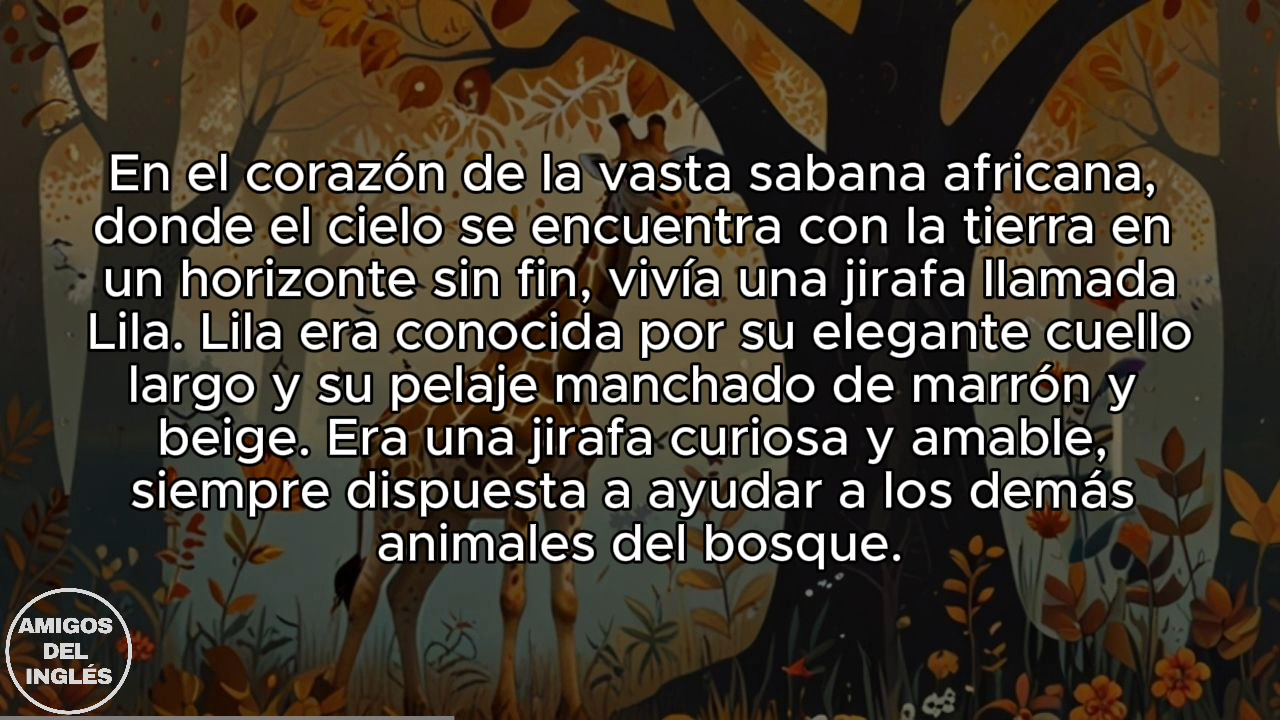 En el corazón de la vasta sabana africana,
donde el cielo se encuentra con la tierra en
un horizonte sin fin, vivía una jirafa llamada
Lila. Lila era conocida por su elegante cuello
largo y su pelaje manchado de marrón y
beige. Era una jirafa curiosa y amable,
siempre dispuesta a ayudar a los demás
animales del bosque.
AMIGOS
DEL
INGLÉS